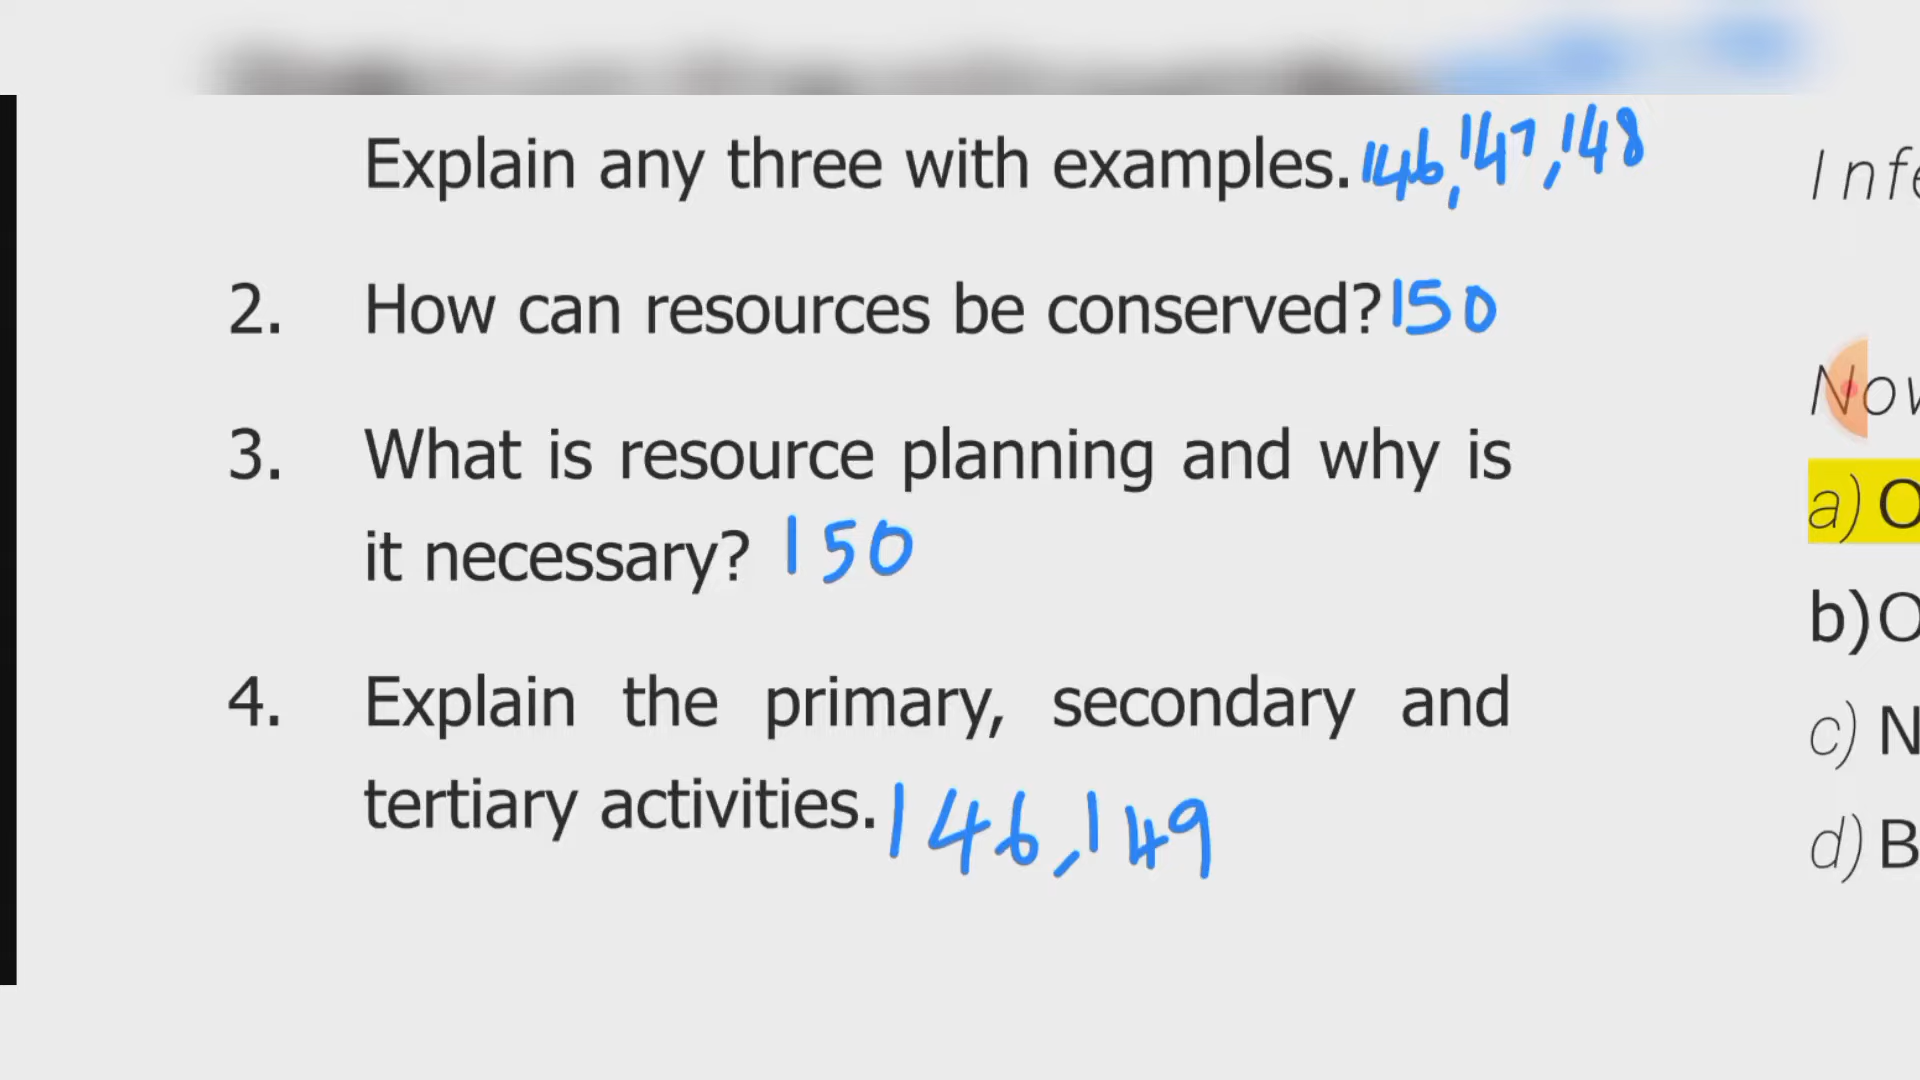 Explain any three with examples. 146, 147, 148
2. How can resources be conserved? 150
3. What is resource planning and why is
it necessary? 150
4. Explain the primary, secondary and
tertiary activities. 146, 149
a) O
b) O
c) N
d) B